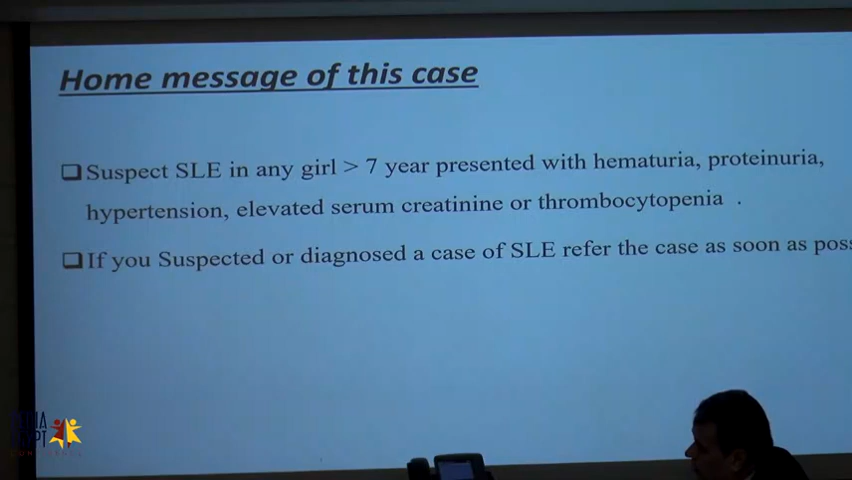 Home message of this case
❑Suspect SLE in any girl > 7 year presented with hematuria, proteinuria,
hypertension, elevated serum creatinine or thrombocytopenia .
❑If you Suspected or diagnosed a case of SLE refer the case as soon as